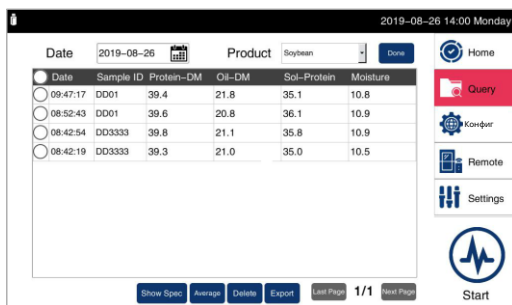 2019-08-26 14:00 Monday
Date 2019-08-26 Product Soybean Done
Date Sample ID Protein-DM Oil-DM Sol-Protein Moisture
09:47:17 DD01 39.4 21.8 35.1 10.8
08:52:43 DD01 39.6 20.8 36.1 10.9
08:42:54 DD3333 39.8 21.1 35.8 10.9
08:42:19 DD3333 39.3 21.0 35.0 10.5
Show Spec Average Delete Export Last Page 1/1 Next Page
Home
Query
Конфиг
Remote
Settings
Start